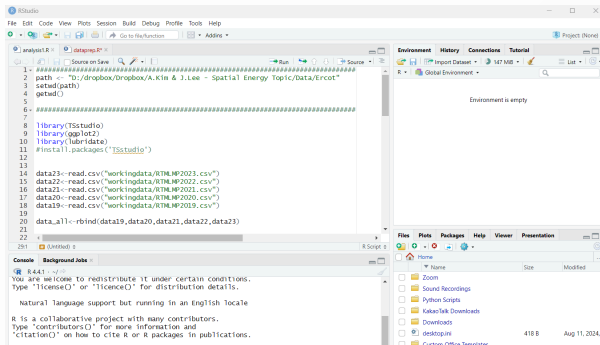 RStudio
File Edit Code View Plots Session Build Debug Profile Tools Help
Go to file/function
Addins
Project: (None)
analysis1.R
dataprep.R*
Source on Save
Run
Source
1 ################################################################################
2 path <- "D:/dropbox/Dropbox/A.Kim & J.Lee - Spatial Energy Topic/Data/Ercot"
3 setwd(path)
4 getwd()
5
6 ################################################################################
7
8 library(TSstudio)
9 library(ggplot2)
10 library(lubridate)
11 #install.packages('TSstudio')
12
13
14 data23<-read.csv("workingdata/RTMLMP2023.csv")
15 data22<-read.csv("workingdata/RTMLMP2022.csv")
16 data21<-read.csv("workingdata/RTMLMP2021.csv")
17 data20<-read.csv("workingdata/RTMLMP2020.csv")
18 data19<-read.csv("workingdata/RTMLMP2019.csv")
19
20 data_all<-rbind(data19,data20,data21,data22,data23)
21
22
29:1 (Untitled) R Script
Console Background Jobs
R 4.4.1 · ~/
You are welcome to redistribute it under certain conditions.
Type 'license()' or 'licence()' for distribution details.
Natural language support but running in an English locale
R is a collaborative project with many contributors.
Type 'contributors()' for more information and
'citation()' on how to cite R or R packages in publications.
Environment History Connections Tutorial
Import Dataset 147 MiB List
R Global Environment
Environment is empty
Files Plots Packages Help Viewer Presentation
Home
Name Size Modified
Zoom
Sound Recordings
Python Scripts
KakaoTalk Downloads
Downloads
desktop.ini 418 B Aug 11, 2024,
Custom Office Templates